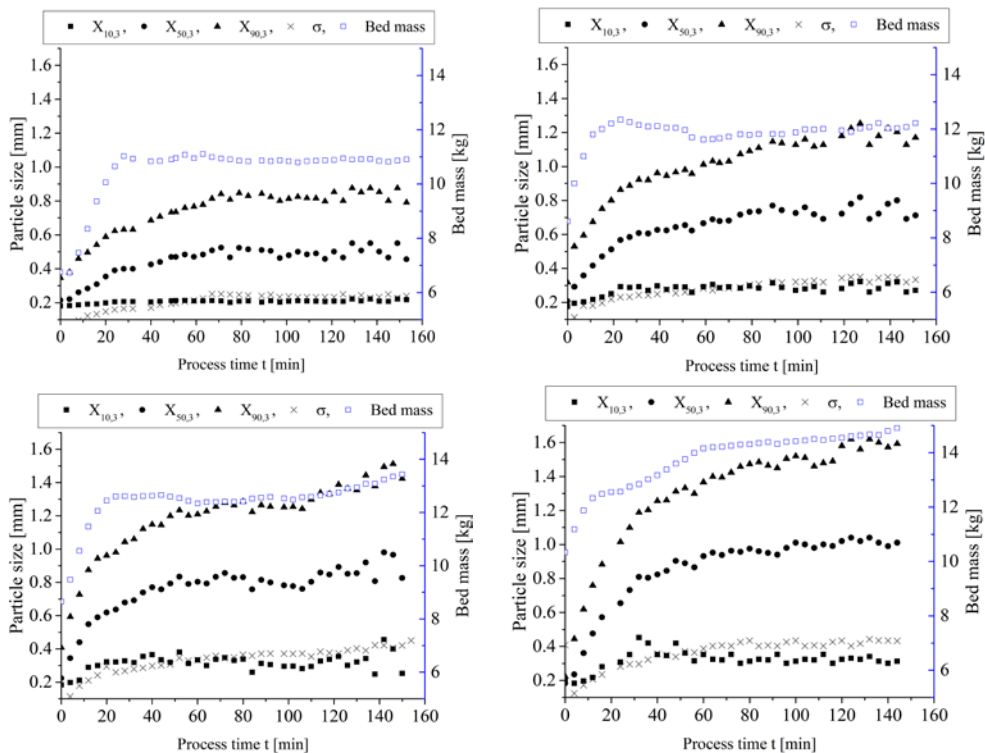 X10,3, X50,3, X90,3, σ, Bed mass
X10,3, X50,3, X90,3, σ, Bed mass
Particle size [mm]
1.6
1.4
1.2
1.0
0.8
0.6
0.4
0.2
14
12
10
8
6
Bed mass [kg]
0 20 40 60 80 100 120 140 160
Process time t [min]
Particle size [mm]
1.6
1.4
1.2
1.0
0.8
0.6
0.4
0.2
14
12
10
8
6
Bed mass [kg]
0 20 40 60 80 100 120 140 160
Process time t [min]
X10,3, X50,3, X90,3, σ, Bed mass
X10,3, X50,3, X90,3, σ, Bed mass
Particle size [mm]
1.6
1.4
1.2
1.0
0.8
0.6
0.4
0.2
14
12
10
8
6
Bed mass [kg]
0 20 40 60 80 100 120 140 160
Process time t [min]
Particle size [mm]
1.6
1.4
1.2
1.0
0.8
0.6
0.4
0.2
14
12
10
8
6
Bed mass [kg]
0 20 40 60 80 100 120 140 160
Process time t [min]